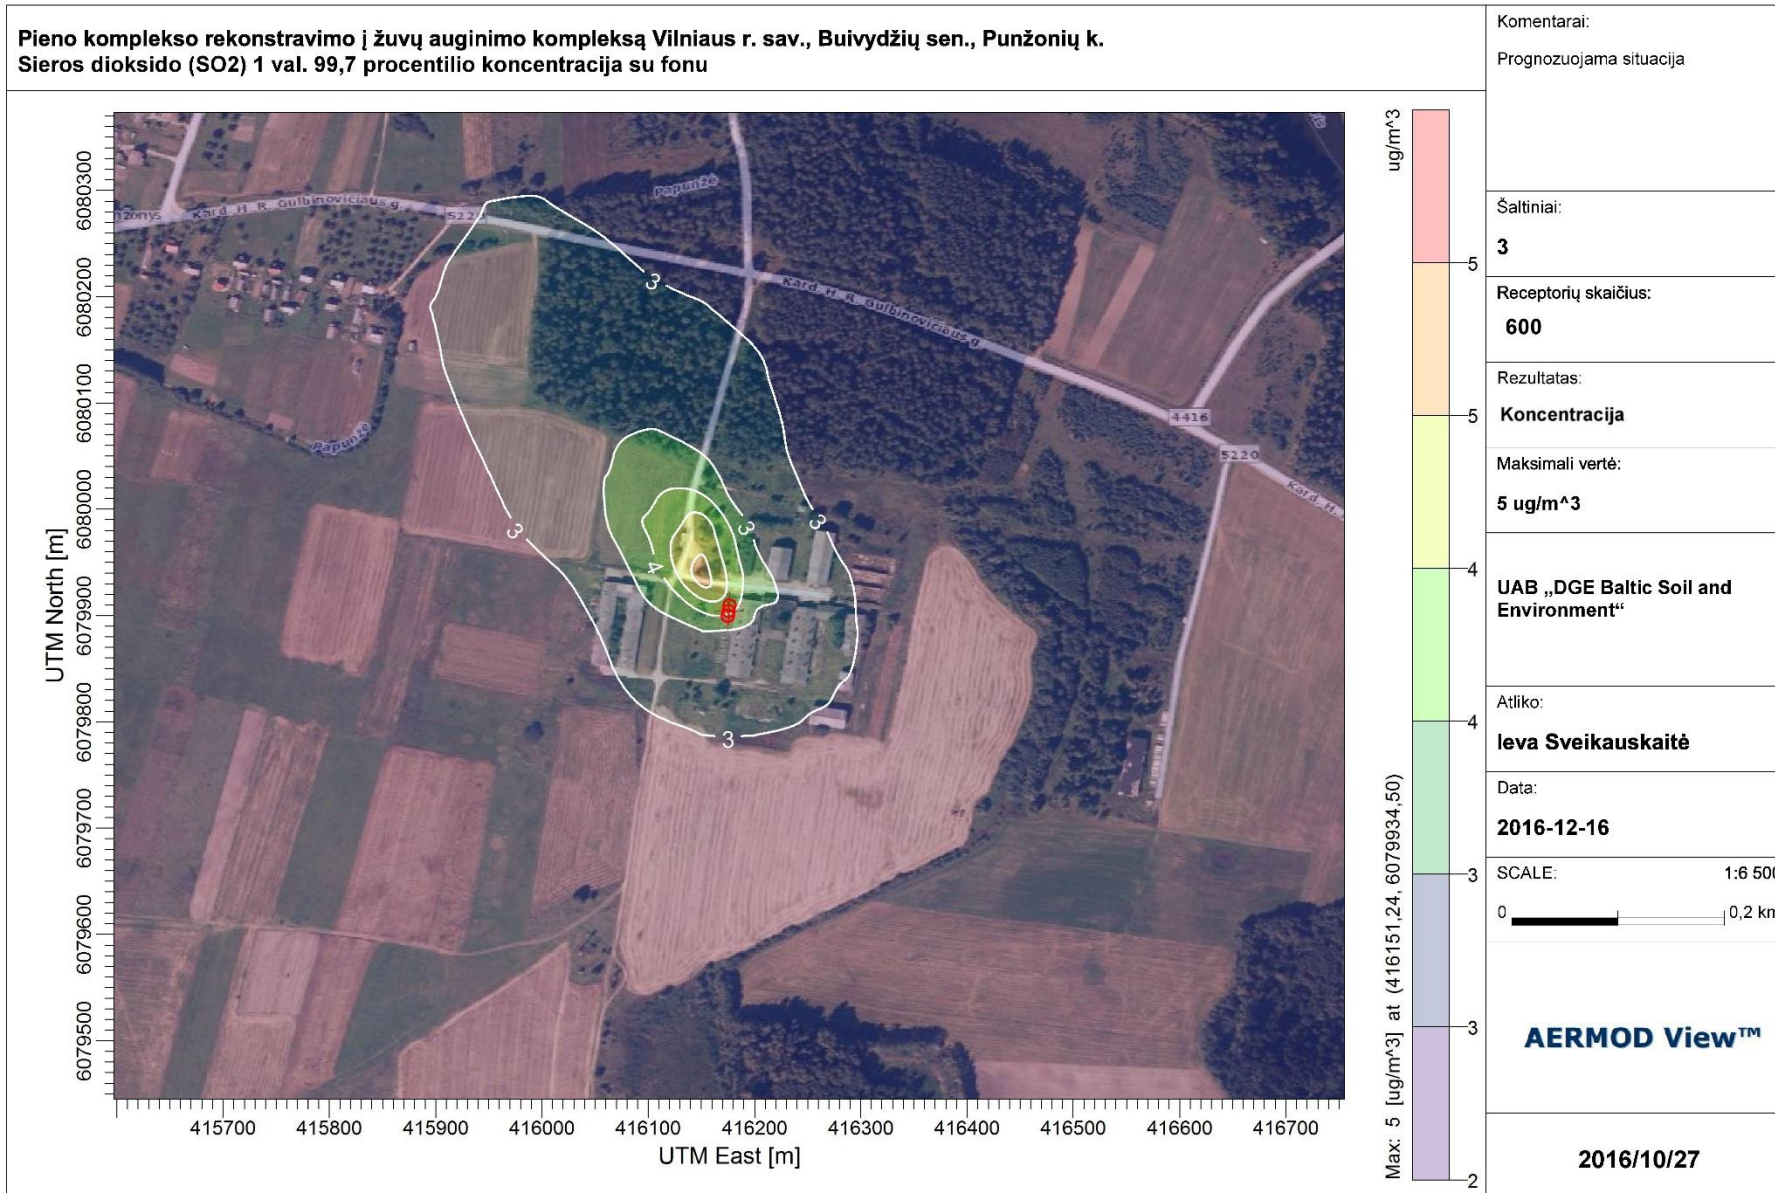 Pieno komplekso rekonstravimo į žuvų auginimo kompleksą Vilniaus r. sav., Buivydžių sen., Punžonių k.
Sieros dioksido (SO2) 1 val. 99,7 procentilio koncentracija su fonu
Komentarai:
Prognozuojama situacija
Šaltiniai:
3
Receptorių skaičius:
600
Rezultatas:
Koncentracija
Maksimali vertė:
5 ug/m^3
UAB „DGE Baltic Soil and
Environment“
Atliko:
Ieva Sveikauskaitė
Data:
2016-12-16
SCALE:
1:6 500
0
0,2 km
AERMOD View™
2016/10/27
UTM North [m]
6080300
6080200
6080100
6080000
6079900
6079800
6079700
6079600
6079500
415700
415800
415900
416000
416100
416200
416300
416400
416500
416600
416700
UTM East [m]
nžonys
Kard. H. R. Gulbinovičiaus g.
522
Papunžė
Kard. H. R. Gulbinovičiaus g.
4416
5220
Kard. H.
Papunžė
3
3
3
3
4
3
ug/m^3
5
5
4
4
3
3
2
Max: 5 [ug/m^3] at (416151,24, 6079934,50)